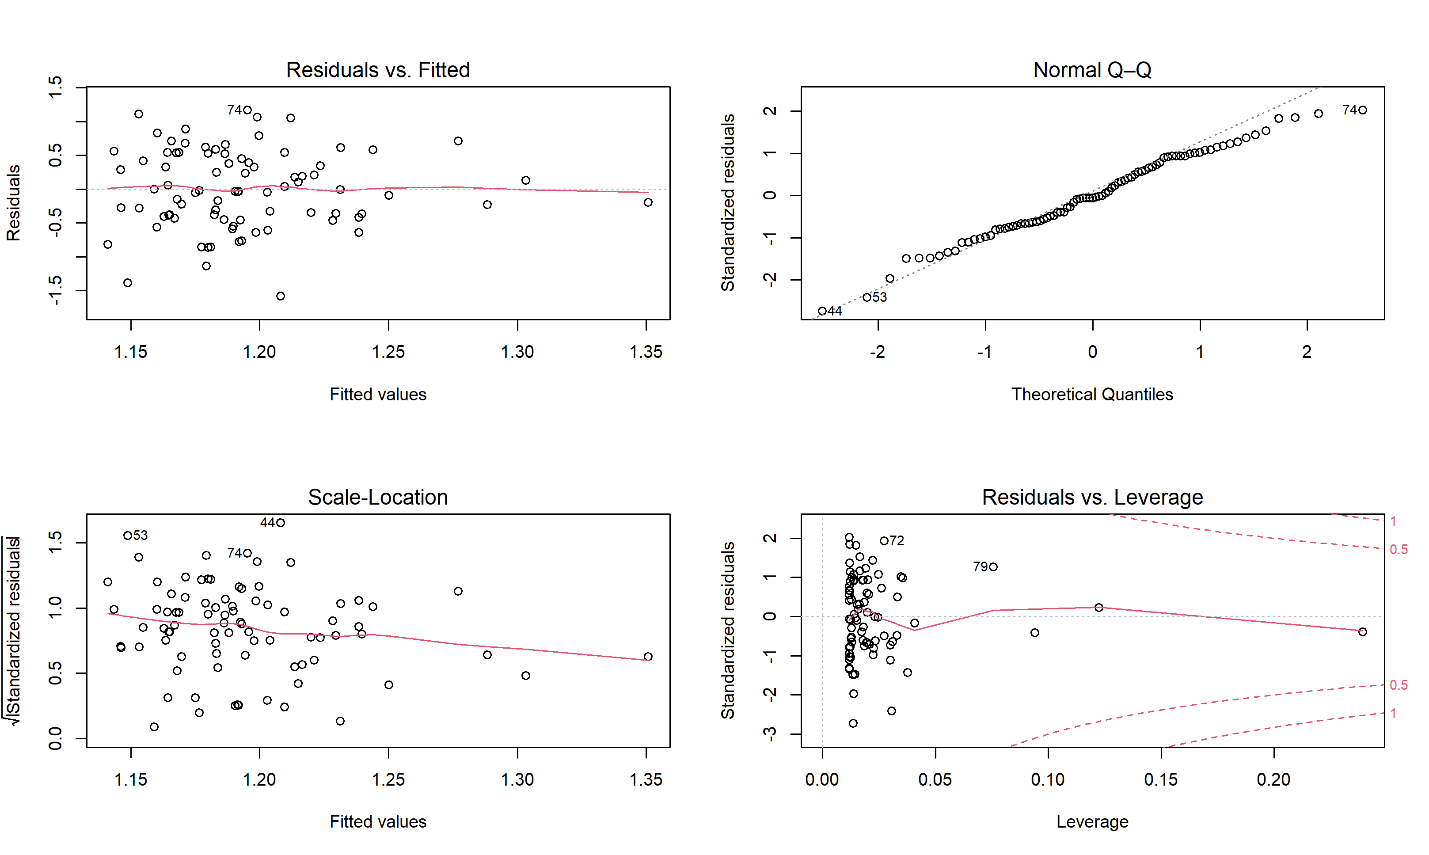 Residuals vs. Fitted
1.5
0.5
-0.5
-1.5
Residuals
74
1.15 1.20 1.25 1.30 1.35
Fitted values
Normal Q–Q
2
1
0
-1
-2
Standardized residuals
74
53
44
-2 -1 0 1 2
Theoretical Quantiles
Scale-Location
1.5
1.0
0.5
0.0
√|Standardized residuals|
44
53
74
1.15 1.20 1.25 1.30 1.35
Fitted values
Residuals vs. Leverage
2
1
0
-1
-2
-3
Standardized residuals
72
79
1
0.5
0.5
1
0.00 0.05 0.10 0.15 0.20
Leverage